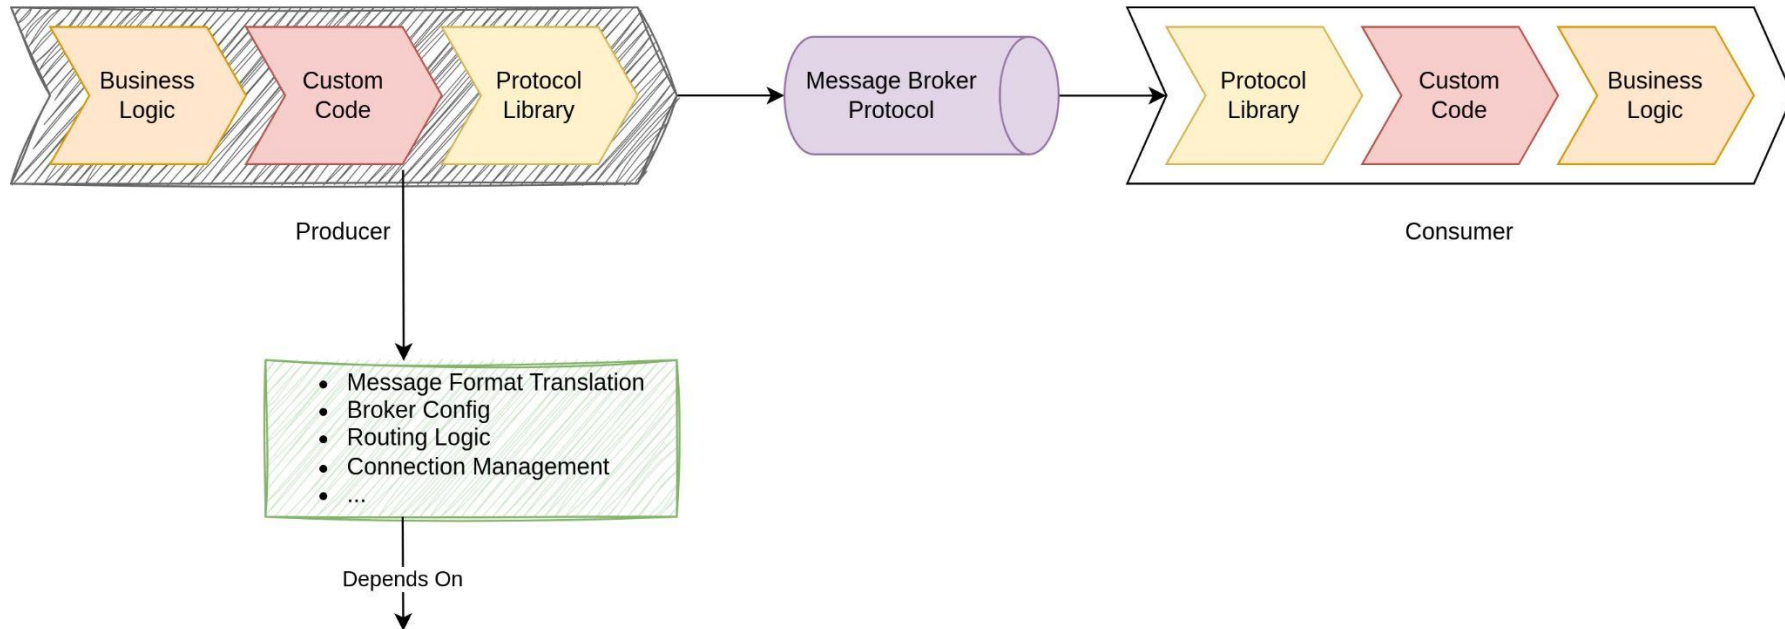 Business
Logic
Custom
Code
Protocol
Library
Message Broker
Protocol
Protocol
Library
Custom
Code
Business
Logic
Producer
Consumer
• Message Format Translation
• Broker Config
• Routing Logic
• Connection Management
• ...
Depends On